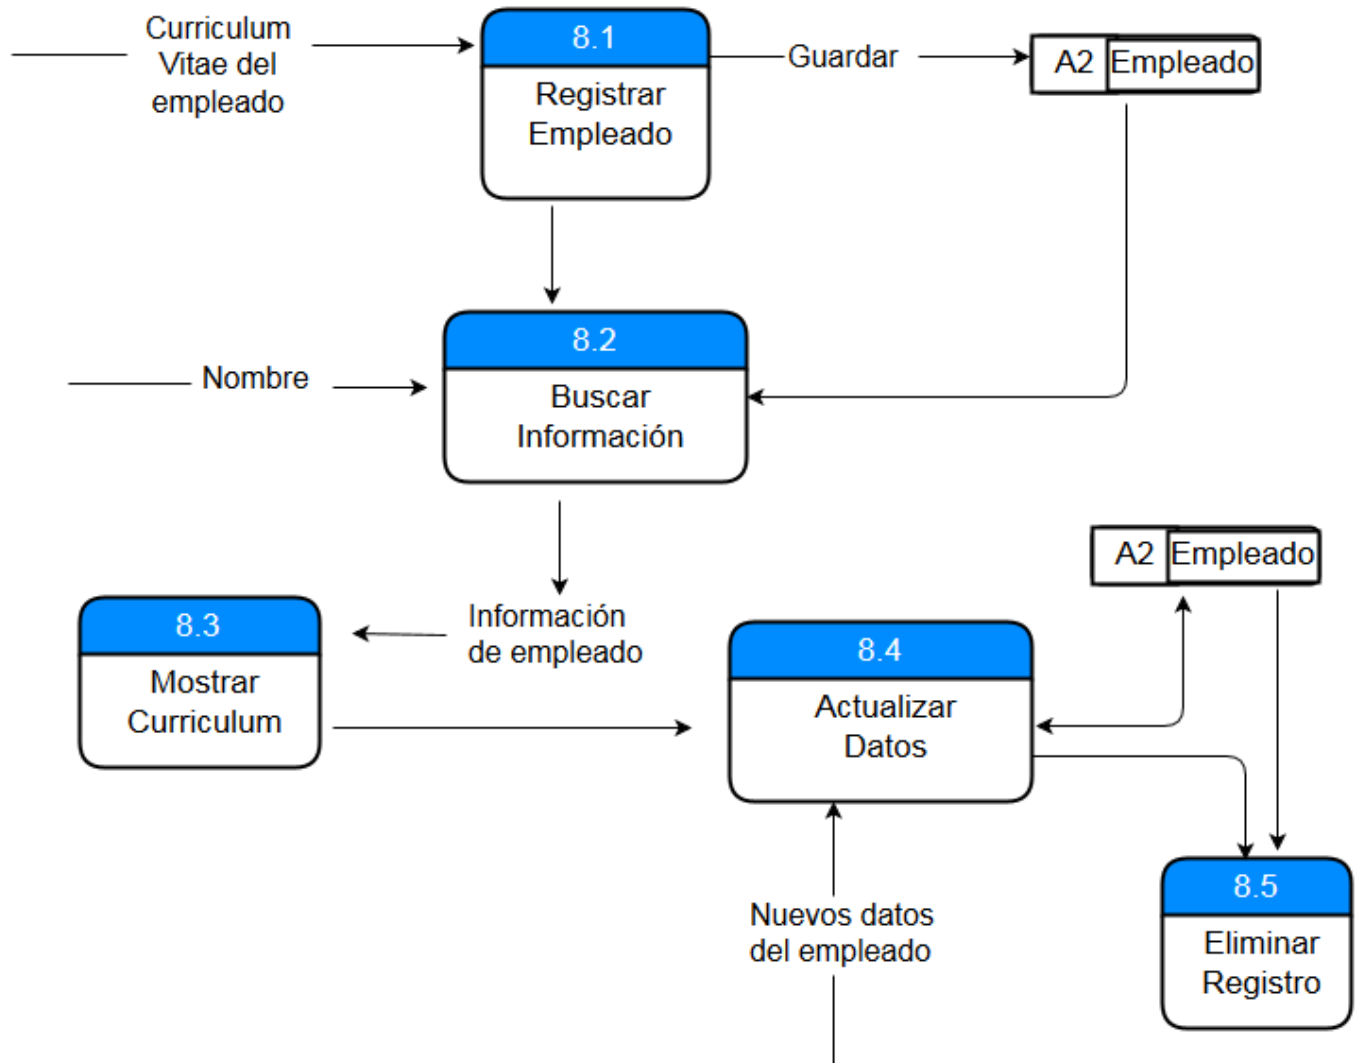 Curriculum
Vitae del
empleado
8.1
Registrar
Empleado
Guardar
A2 Empleado
Nombre
8.2
Buscar
Información
Información
de empleado
8.3
Mostrar
Curriculum
8.4
Actualizar
Datos
A2 Empleado
Nuevos datos
del empleado
8.5
Eliminar
Registro